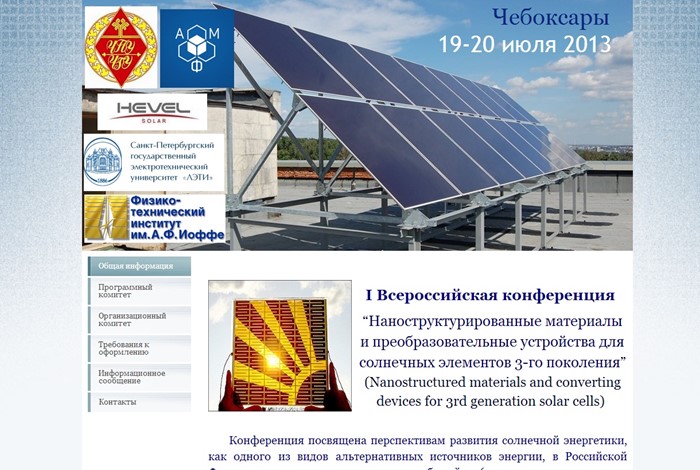 Чебоксары
19-20 июля 2013
УПУ
ЧУ
А М
Ф
HEVEL
SOLAR
Санкт-Петербургский
государственный
электротехнический
университет «ЛЭТИ»
1886
Физико-
технический
институт
им.А.Ф.Иоффе
Общая информация
Программный
комитет
Организационный
комитет
Требования к
оформлению
Информационное
сообщение
Контакты
I Всероссийская конференция
“Наноструктурированные материалы
и преобразовательные устройства для
солнечных элементов 3-го поколения”
(Nanostructured materials and converting
devices for 3rd generation solar cells)
Конференция посвящена перспективам развития солнечной энергетики,
как одного из видов альтернативных источников энергии, в Российской